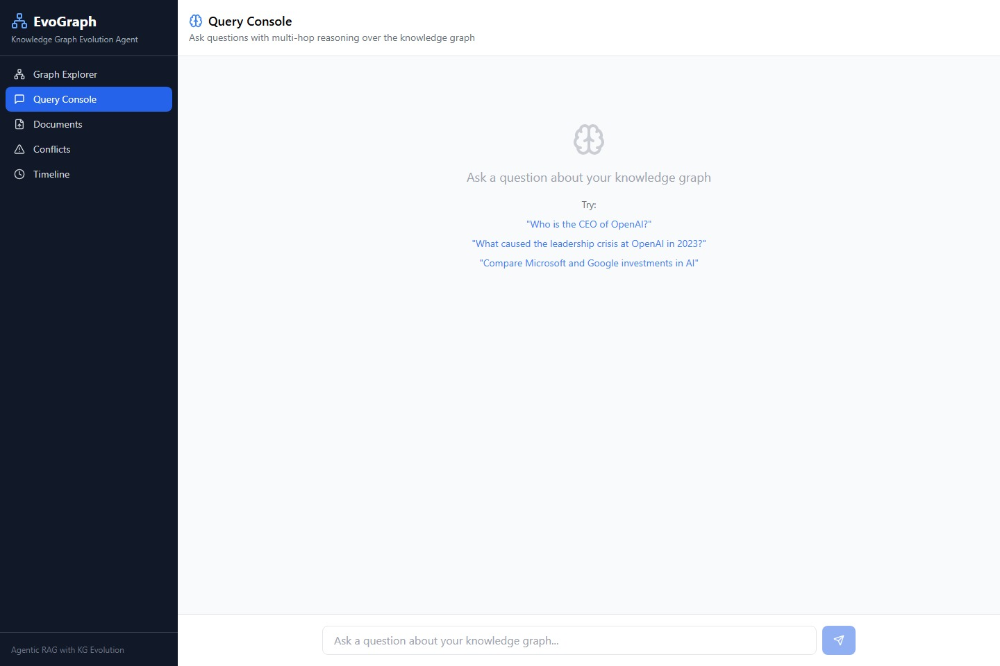 EvoGraph
Knowledge Graph Evolution Agent
Graph Explorer
Query Console
Documents
Conflicts
Timeline
Agentic RAG with KG Evolution
Query Console
Ask questions with multi-hop reasoning over the knowledge graph
Ask a question about your knowledge graph
Try:
"Who is the CEO of OpenAI?"
"What caused the leadership crisis at OpenAI in 2023?"
"Compare Microsoft and Google investments in AI"
Ask a question about your knowledge graph...